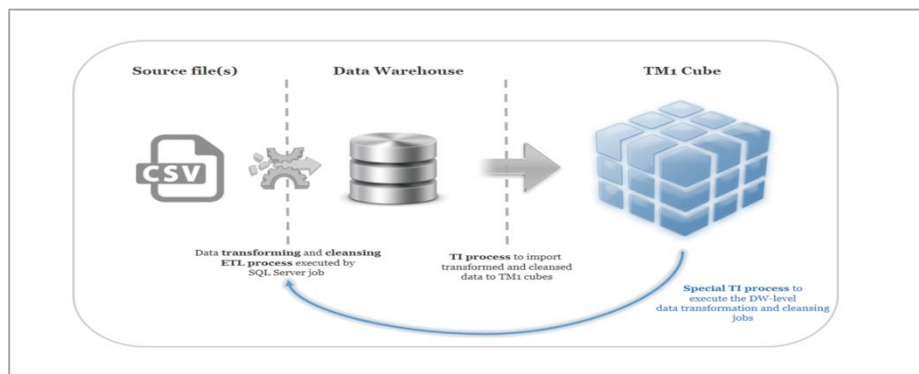 Source file(s)
Data Warehouse
TM1 Cube
CSV
Data transforming and cleansing
ETL process executed by
SQL Server job
TI process to import
transformed and cleansed
data to TM1 cubes
Special TI process to
execute the DW-level
data transformation and cleansing
jobs